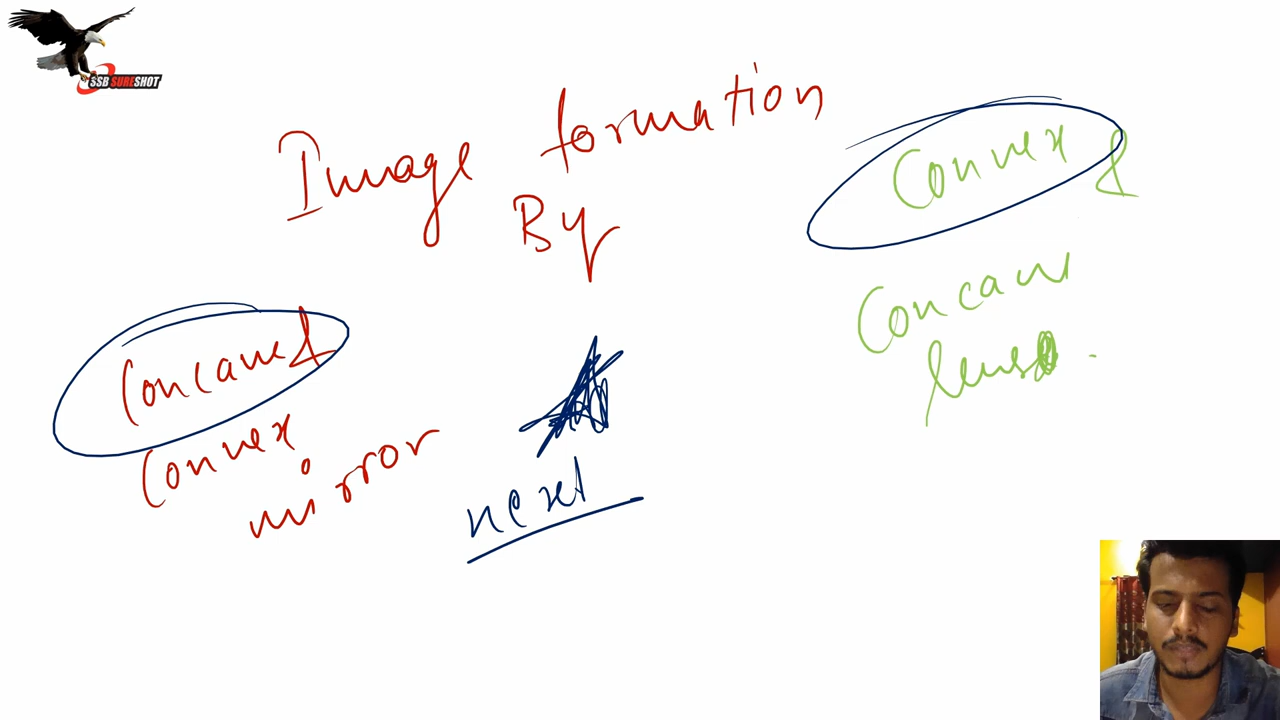 SSB SURESHOT
Image formation
By
Convex &
Concave
lens
Concave &
Convex
mirror
next